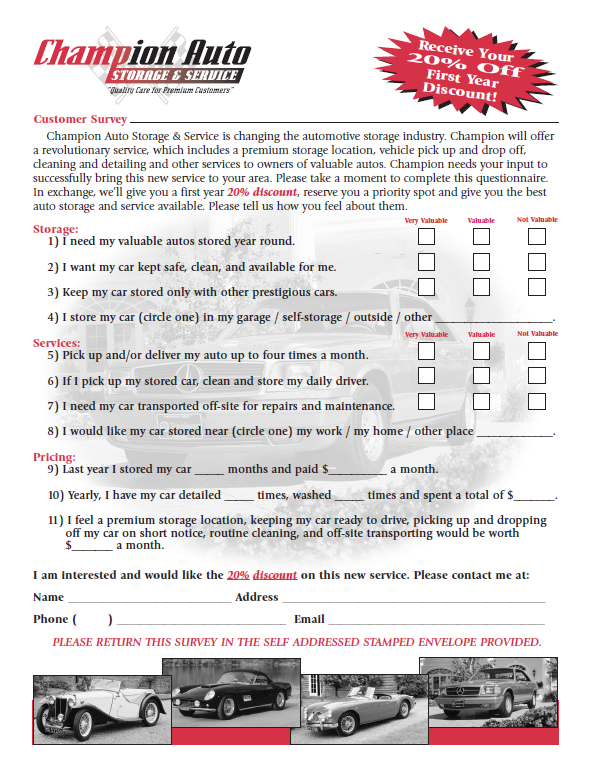 Champion Auto
STORAGE & SERVICE
"Quality Care for Premium Customers"
Receive Your
20% Off
First Year
Discount!
Customer Survey
Champion Auto Storage & Service is changing the automotive storage industry. Champion will offer
a revolutionary service, which includes a premium storage location, vehicle pick up and drop off,
cleaning and detailing and other services to owners of valuable autos. Champion needs your input to
successfully bring this new service to your area. Please take a moment to complete this questionnaire.
In exchange, we'll give you a first year 20% discount, reserve you a priority spot and give you the best
auto storage and service available. Please tell us how you feel about them.
Very Valuable Valuable Not Valuable
Storage:
1) I need my valuable autos stored year round.
2) I want my car kept safe, clean, and available for me.
3) Keep my car stored only with other prestigious cars.
4) I store my car (circle one) in my garage / self-storage / outside / other ____________________.
Very Valuable Valuable Not Valuable
Services:
5) Pick up and/or deliver my auto up to four times a month.
6) If I pick up my stored car, clean and store my daily driver.
7) I need my car transported off-site for repairs and maintenance.
8) I would like my car stored near (circle one) my work / my home / other place _____________.
Pricing:
9) Last year I stored my car _____ months and paid $__________ a month.
10) Yearly, I have my car detailed _____ times, washed _____ times and spent a total of $_______.
11) I feel a premium storage location, keeping my car ready to drive, picking up and dropping
off my car on short notice, routine cleaning, and off-site transporting would be worth
$_______ a month.
I am interested and would like the 20% discount on this new service. Please contact me at:
Name ____________________________ Address _____________________________________________
Phone ( ) _____________________________ Email _____________________________________
PLEASE RETURN THIS SURVEY IN THE SELF ADDRESSED STAMPED ENVELOPE PROVIDED.